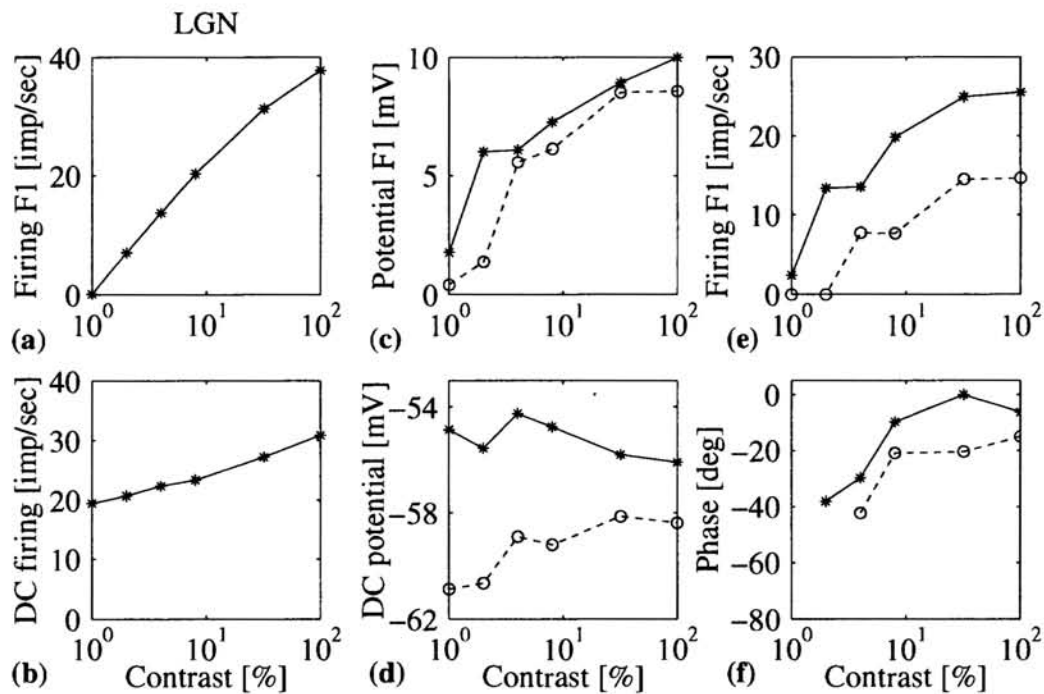 LGN
Firing F1 [imp/sec]
40
20
0
10^0
10^1
10^2
(a)
Potential F1 [mV]
10
5
0
10^0
10^1
10^2
(c)
Firing F1 [imp/sec]
30
20
10
0
10^0
10^1
10^2
(e)
DC firing [imp/sec]
40
30
20
10
0
10^0
10^1
10^2
(b)
Contrast [%]
DC potential [mV]
-54
-58
-62
10^0
10^1
10^2
(d)
Contrast [%]
Phase [deg]
0
-20
-40
-60
-80
10^0
10^1
10^2
(f)
Contrast [%]